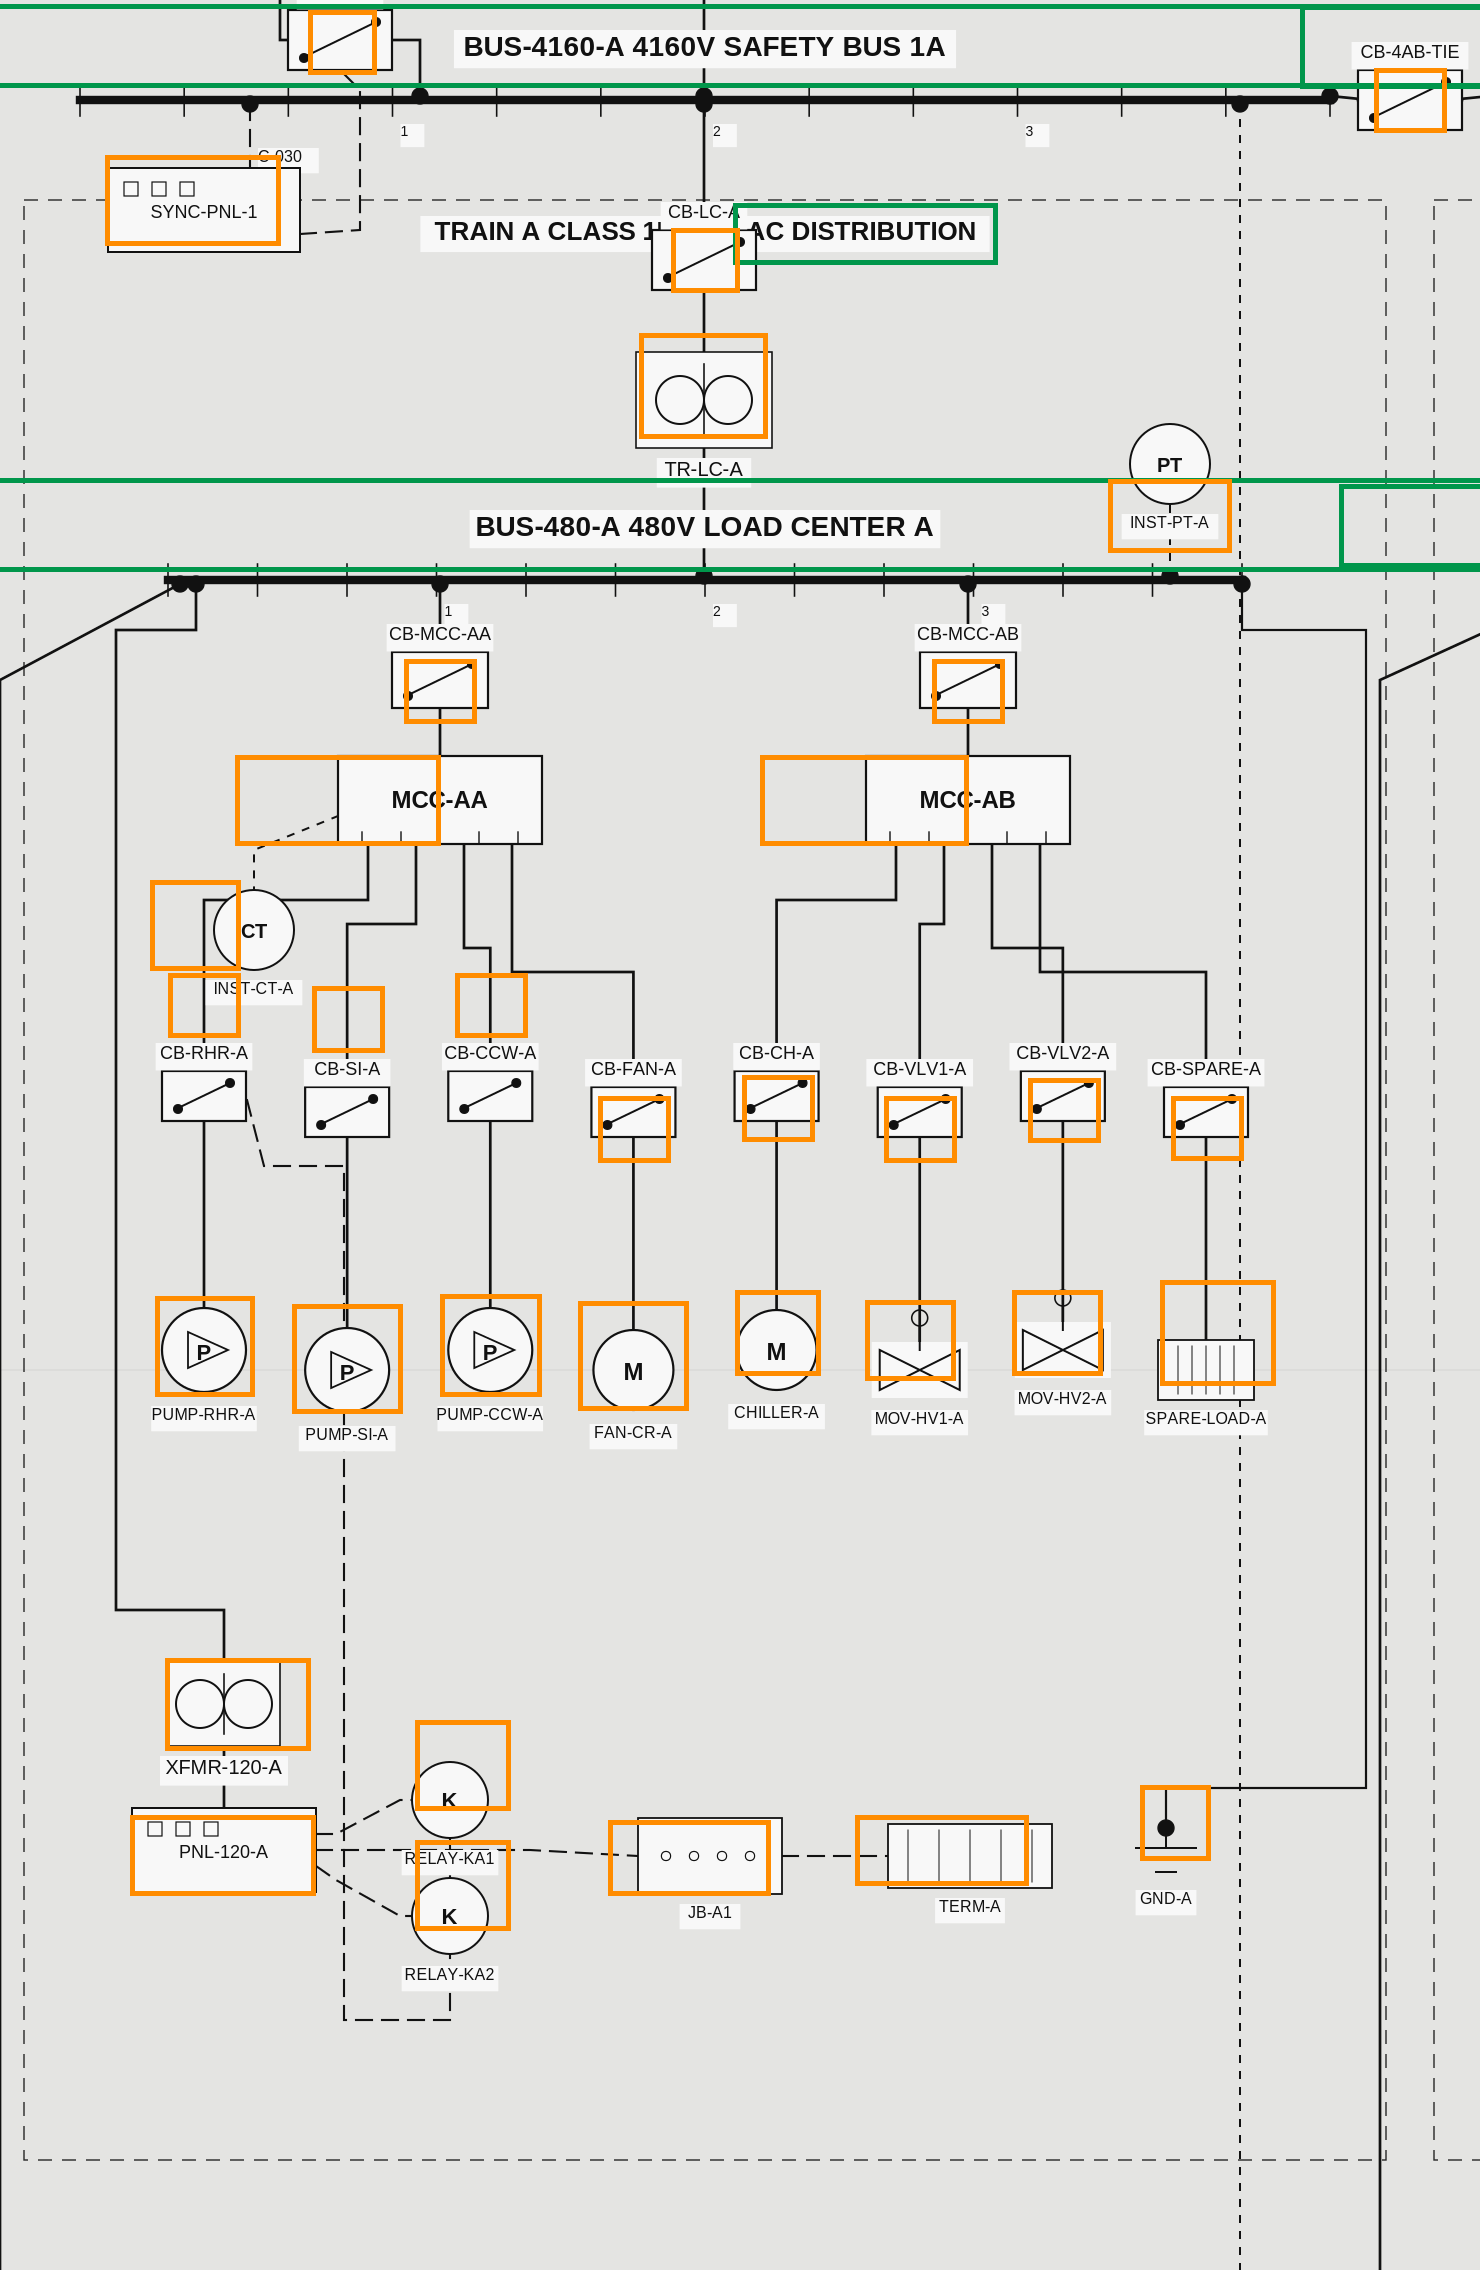 BUS-4160-A 4160V SAFETY BUS 1A
CB-4AB-TIE
1
2
3
C-030
SYNC-PNL-1
CB-LC-A
TRAIN A CLASS 1 AC DISTRIBUTION
TR-LC-A
PT
INST-PT-A
BUS-480-A 480V LOAD CENTER A
1
2
3
CB-MCC-AA
CB-MCC-AB
MCC-AA
MCC-AB
CT
INST-CT-A
CB-RHR-A
CB-SI-A
CB-CCW-A
CB-FAN-A
CB-CH-A
CB-VLV1-A
CB-VLV2-A
CB-SPARE-A
P
P
P
M
M
PUMP-RHR-A
PUMP-SI-A
PUMP-CCW-A
FAN-CR-A
CHILLER-A
MOV-HV1-A
MOV-HV2-A
SPARE-LOAD-A
XFMR-120-A
PNL-120-A
K
RELAY-KA1
K
RELAY-KA2
JB-A1
TERM-A
GND-A